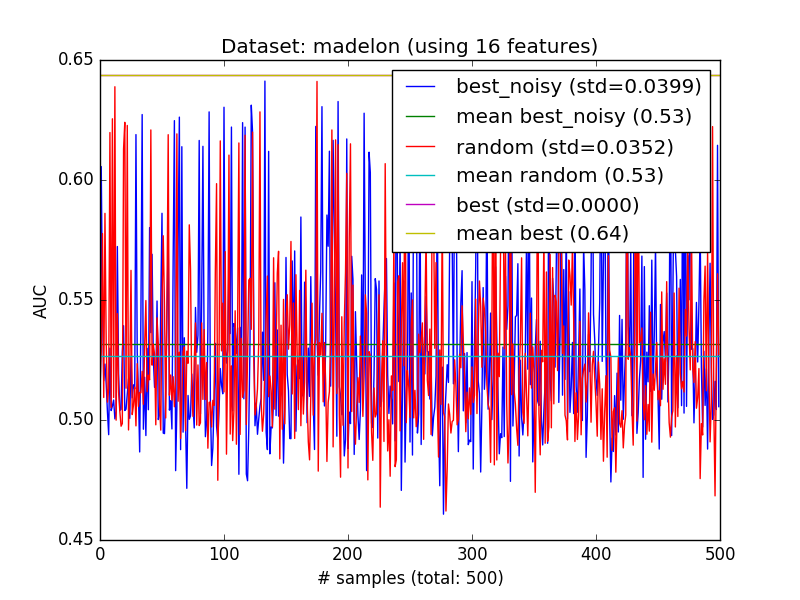 Dataset: madelon (using 16 features)
0.65
0.60
0.55
0.50
0.45
AUC
best_noisy (std=0.0399)
mean best_noisy (0.53)
random (std=0.0352)
mean random (0.53)
best (std=0.0000)
mean best (0.64)
0 100 200 300 400 500
# samples (total: 500)